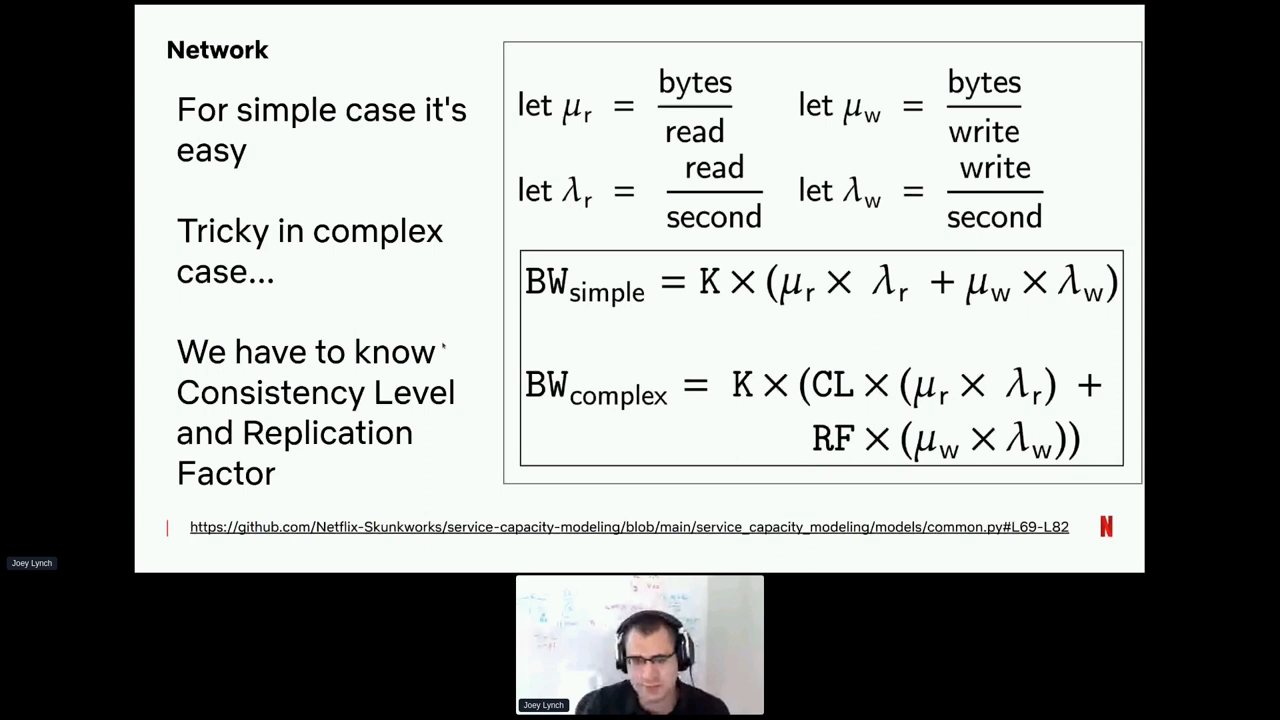 Network
For simple case it's
easy
Tricky in complex
case...
We have to know
Consistency Level
and Replication
Factor
let μr = bytes/read let μw = bytes/write
let λr = read/second let λw = write/second
BWsimple = K × (μr × λr + μw × λw)
BWcomplex = K × (CL × (μr × λr) +
RF × (μw × λw))
https://github.com/Netflix-Skunkworks/service-capacity-modeling/blob/main/service_capacity_modeling/models/common.py#L69-L82
N
Joey Lynch
Joey Lynch